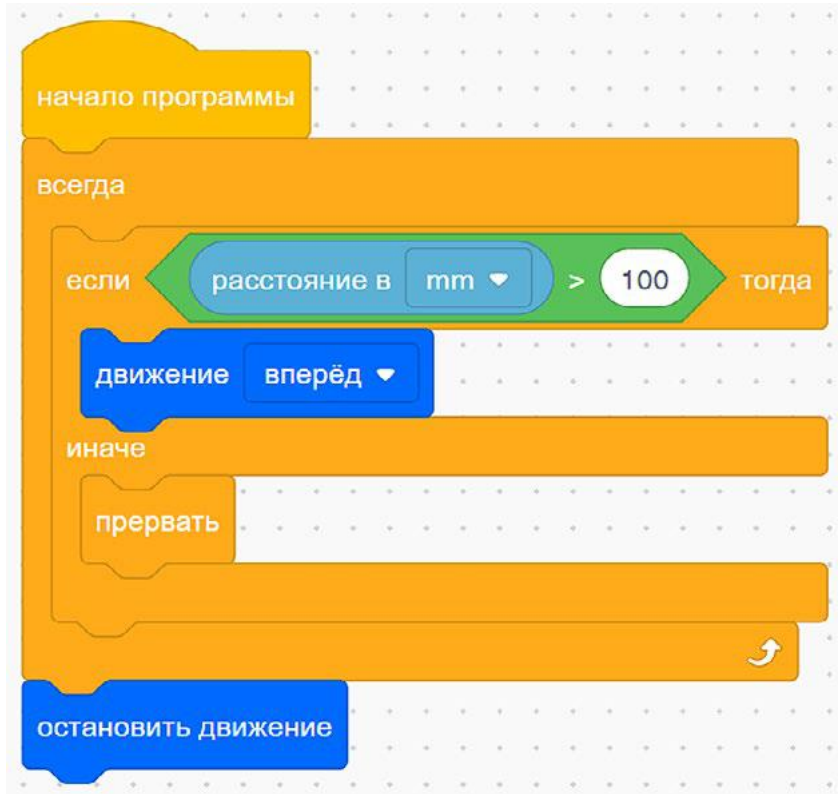 начало программы
всегда
если расстояние в mm > 100 тогда
движение вперёд
иначе
прервать
остановить движение